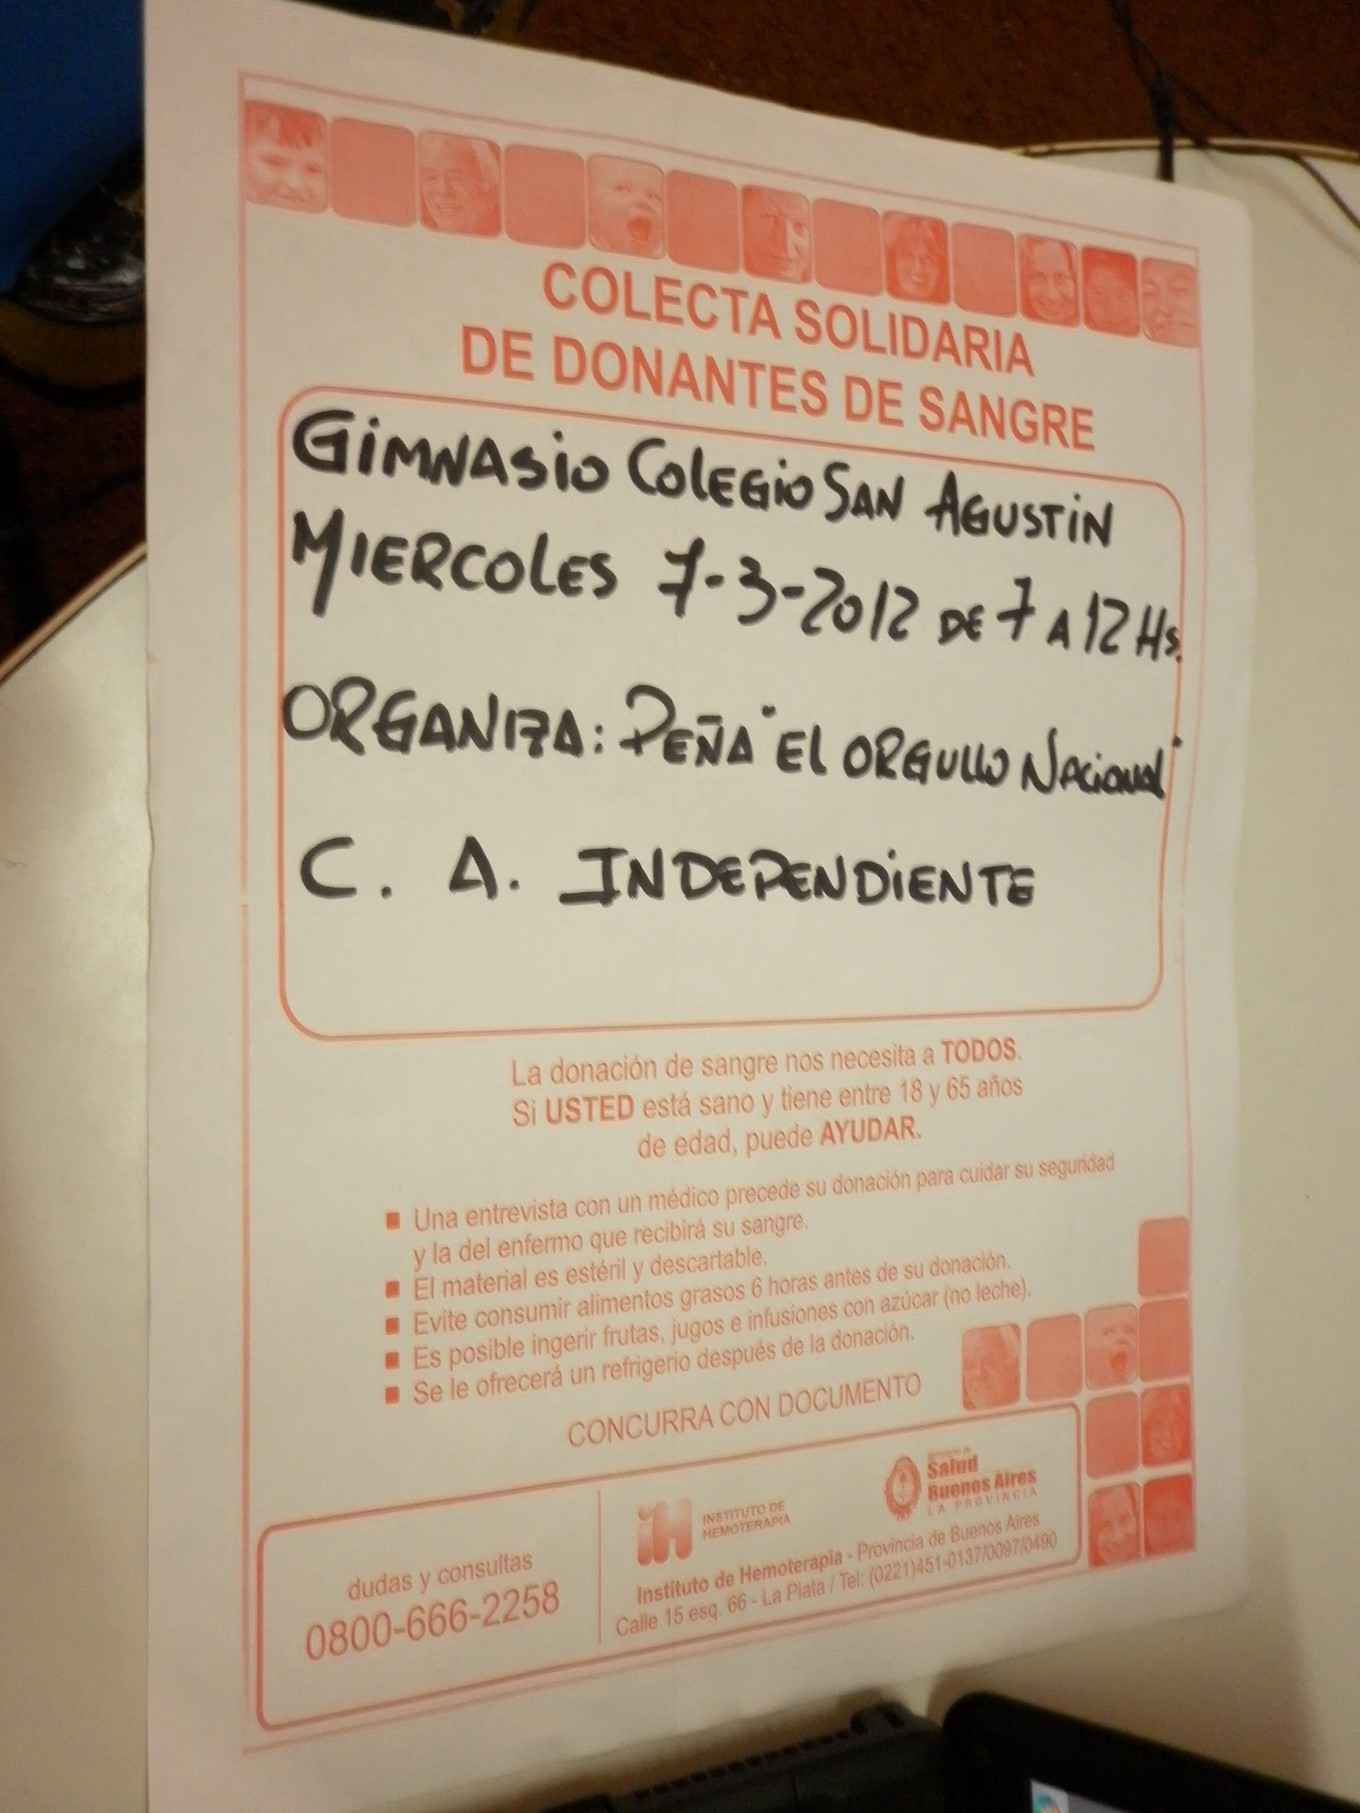 COLECTA SOLIDARIA
DE DONANTES DE SANGRE
GIMNASIO COLEGIO SAN AGUSTIN
MIERCOLES 7-3-2012 DE 7 A 12 Hs.
ORGANIZA: PEÑA "El ORGULLO NACIONAL"
C. A. INDEPENDIENTE
La donación de sangre nos necesita a TODOS.
Si USTED está sano y tiene entre 18 y 65 años
de edad, puede AYUDAR.
■ Una entrevista con un médico precede su donación para cuidar su seguridad
y la del enfermo que recibirá su sangre.
■ El material es estéril y descartable.
■ Evite consumir alimentos grasos 6 horas antes de su donación.
■ Es posible ingerir frutas, jugos e infusiones con azúcar (no leche).
■ Se le ofrecerá un refrigerio después de la donación.
CONCURRA CON DOCUMENTO
dudas y consultas
0800-666-2258
iH INSTITUTO DE
HEMOTERAPIA
Salud
Buenos Aires
LA PROVINCIA
Instituto de Hemoterapia - Provincia de Buenos Aires
Calle 15 esq. 66 - La Plata / Tel: (0221)451-0137/0097/0490